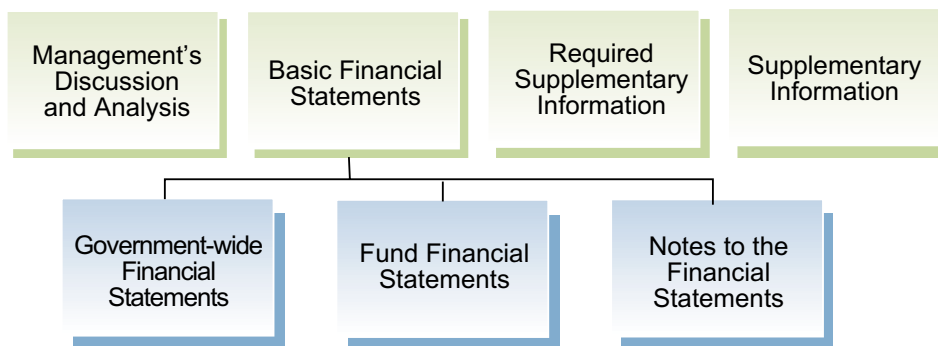 Management’s
Discussion
and Analysis
Basic Financial
Statements
Required
Supplementary
Information
Supplementary
Information
Government-wide
Financial
Statements
Fund Financial
Statements
Notes to the
Financial
Statements